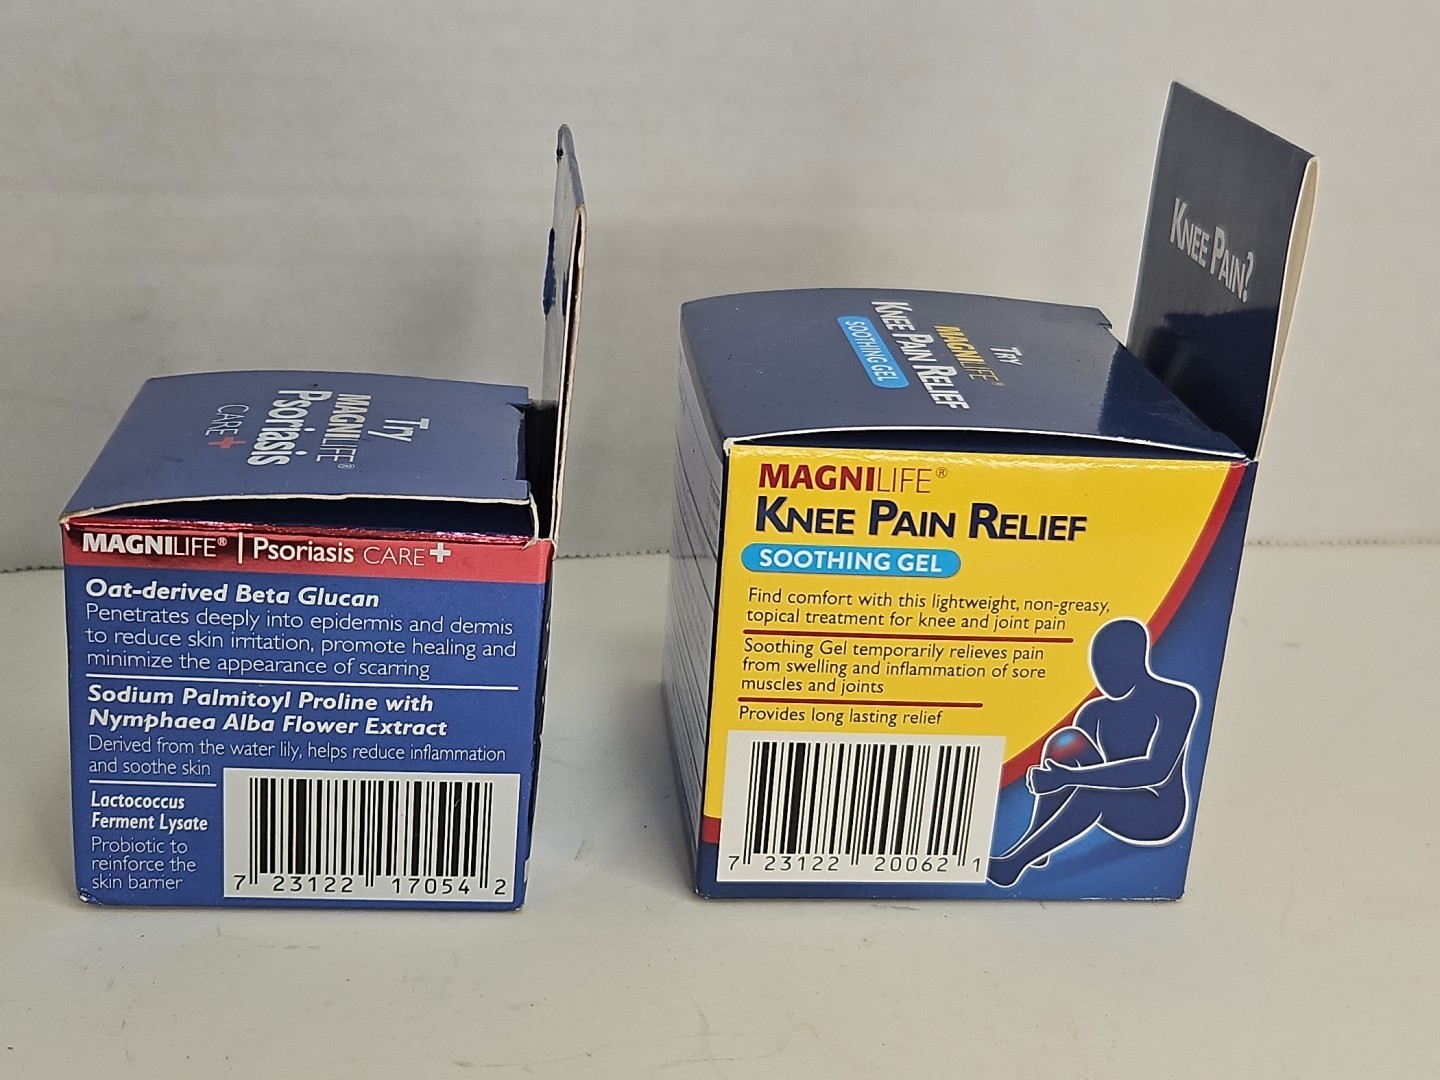 Try
MAGNILIFE®
Psoriasis
CARE+
MAGNILIFE® | Psoriasis CARE+
Oat-derived Beta Glucan
Penetrates deeply into epidermis and dermis
to reduce skin irritation, promote healing and
minimize the appearance of scarring
Sodium Palmitoyl Proline with
Nymphaea Alba Flower Extract
Derived from the water lily, helps reduce inflammation
and soothe skin
Lactococcus
Ferment Lysate
Probiotic to
reinforce the
skin barrier
7 23122 17054 2
KNEE PAIN?
TRY
MAGNILIFE®
KNEE PAIN RELIEF
SOOTHING GEL
MAGNILIFE®
KNEE PAIN RELIEF
SOOTHING GEL
Find comfort with this lightweight, non-greasy,
topical treatment for knee and joint pain
Soothing Gel temporarily relieves pain
from swelling and inflammation of sore
muscles and joints
Provides long lasting relief
7 23122 20062 1